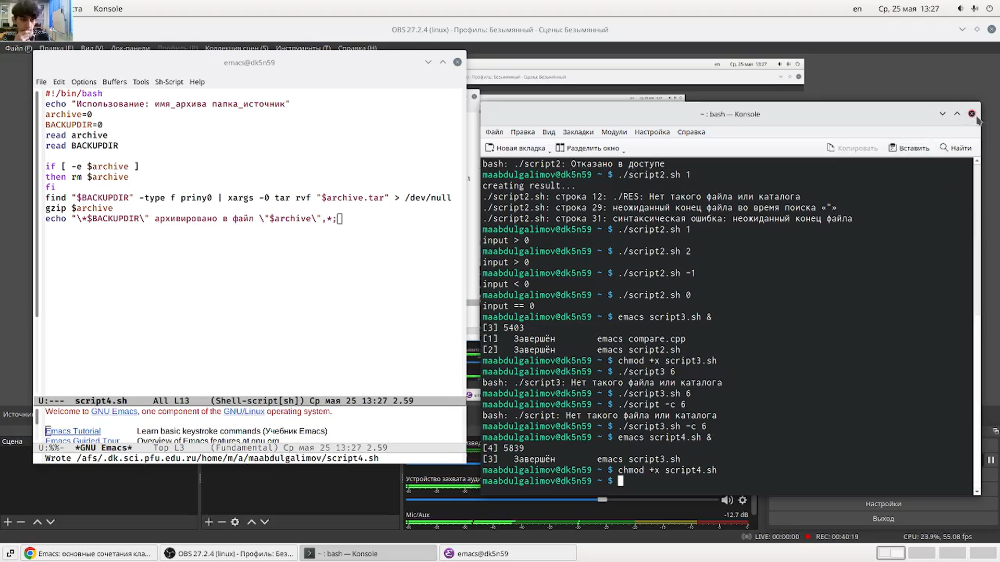 ста Konsole
en Ср, 25 мая 13:27
OBS 27.2.4 (linux) - Профиль: Безымянный - Сцены: Безымянный
Файл (F) Правка (E) Вид (V) Док-панели Профиль (P) Коллекция сцен (S) Инструменты (T) Справка (H)
emacs@dk5n59
en Ср, 25 мая 13:27
- Профиль: Безымянный - Сцены: Безымянный
File Edit Options Buffers Tools Sh-Script Help
#!/bin/bash
echo "Использование: имя_архива папка_источник"
archive=0
BACKUPDIR=0
read archive
read BACKUPDIR
if [ -e $archive ]
then rm $archive
fi
find "$BACKUPDIR" -type f priny0 | xargs -0 tar rvf "$archive.tar" > /dev/null
gzip $archive
echo "\*$BACKUPDIR\" архивировано в файл \"$archive\",*;
U:--- script4.sh All L13 (Shell-script[sh]) Ср мая 25 13:27 2.59
Welcome to GNU Emacs, one component of the GNU/Linux operating system.
Emacs Tutorial Learn basic keystroke commands (Учебник Emacs)
Emacs Guided Tour Overview of Emacs features at gnu.org
U:%%- *GNU Emacs* Top L3 (Fundamental) Ср мая 25 13:27 2.59
Wrote /afs/.dk.sci.pfu.edu.ru/home/m/a/maabdulgalimov/script4.sh
~ : bash — Konsole
Файл Правка Вид Закладки Модули Настройка Справка
Новая вкладка Разделить окно Копировать Вставить Найти
bash: ./script2: Отказано в доступе
maabdulgalimov@dk5n59 ~ $ ./script2.sh 1
creating result...
./script2.sh: строка 12: ./RES: Нет такого файла или каталога
./script2.sh: строка 29: неожиданный конец файла во время поиска «"»
./script2.sh: строка 31: синтаксическая ошибка: неожиданный конец файла
maabdulgalimov@dk5n59 ~ $ ./script2.sh 1
input > 0
maabdulgalimov@dk5n59 ~ $ ./script2.sh 2
input > 0
maabdulgalimov@dk5n59 ~ $ ./script2.sh -1
input < 0
maabdulgalimov@dk5n59 ~ $ ./script2.sh 0
input == 0
maabdulgalimov@dk5n59 ~ $ emacs script3.sh &
[3] 5403
[1] Завершён emacs compare.cpp
[2] Завершён emacs script2.sh
maabdulgalimov@dk5n59 ~ $ chmod +x script3.sh
maabdulgalimov@dk5n59 ~ $ ./script3 6
bash: ./script3: Нет такого файла или каталога
maabdulgalimov@dk5n59 ~ $ ./script3.sh 6
maabdulgalimov@dk5n59 ~ $ ./script -c 6
bash: ./script: Нет такого файла или каталога
maabdulgalimov@dk5n59 ~ $ ./script3.sh -c 6
maabdulgalimov@dk5n59 ~ $ emacs script4.sh &
[4] 5839
[3] Завершён emacs script3.sh
maabdulgalimov@dk5n59 ~ $ chmod +x script4.sh
maabdulgalimov@dk5n59 ~ $
Источни
Сцена
Устройство захвата ауди
Mic/Aux -12.7 dB
Настройки
Выход
LIVE: 00:00:00 REC: 00:40:19 CPU: 23.9%, 55.08 fps
Emacs: основные сочетания кла... OBS 27.2.4 (linux) - Профиль: Без... ~ : bash — Konsole emacs@dk5n59